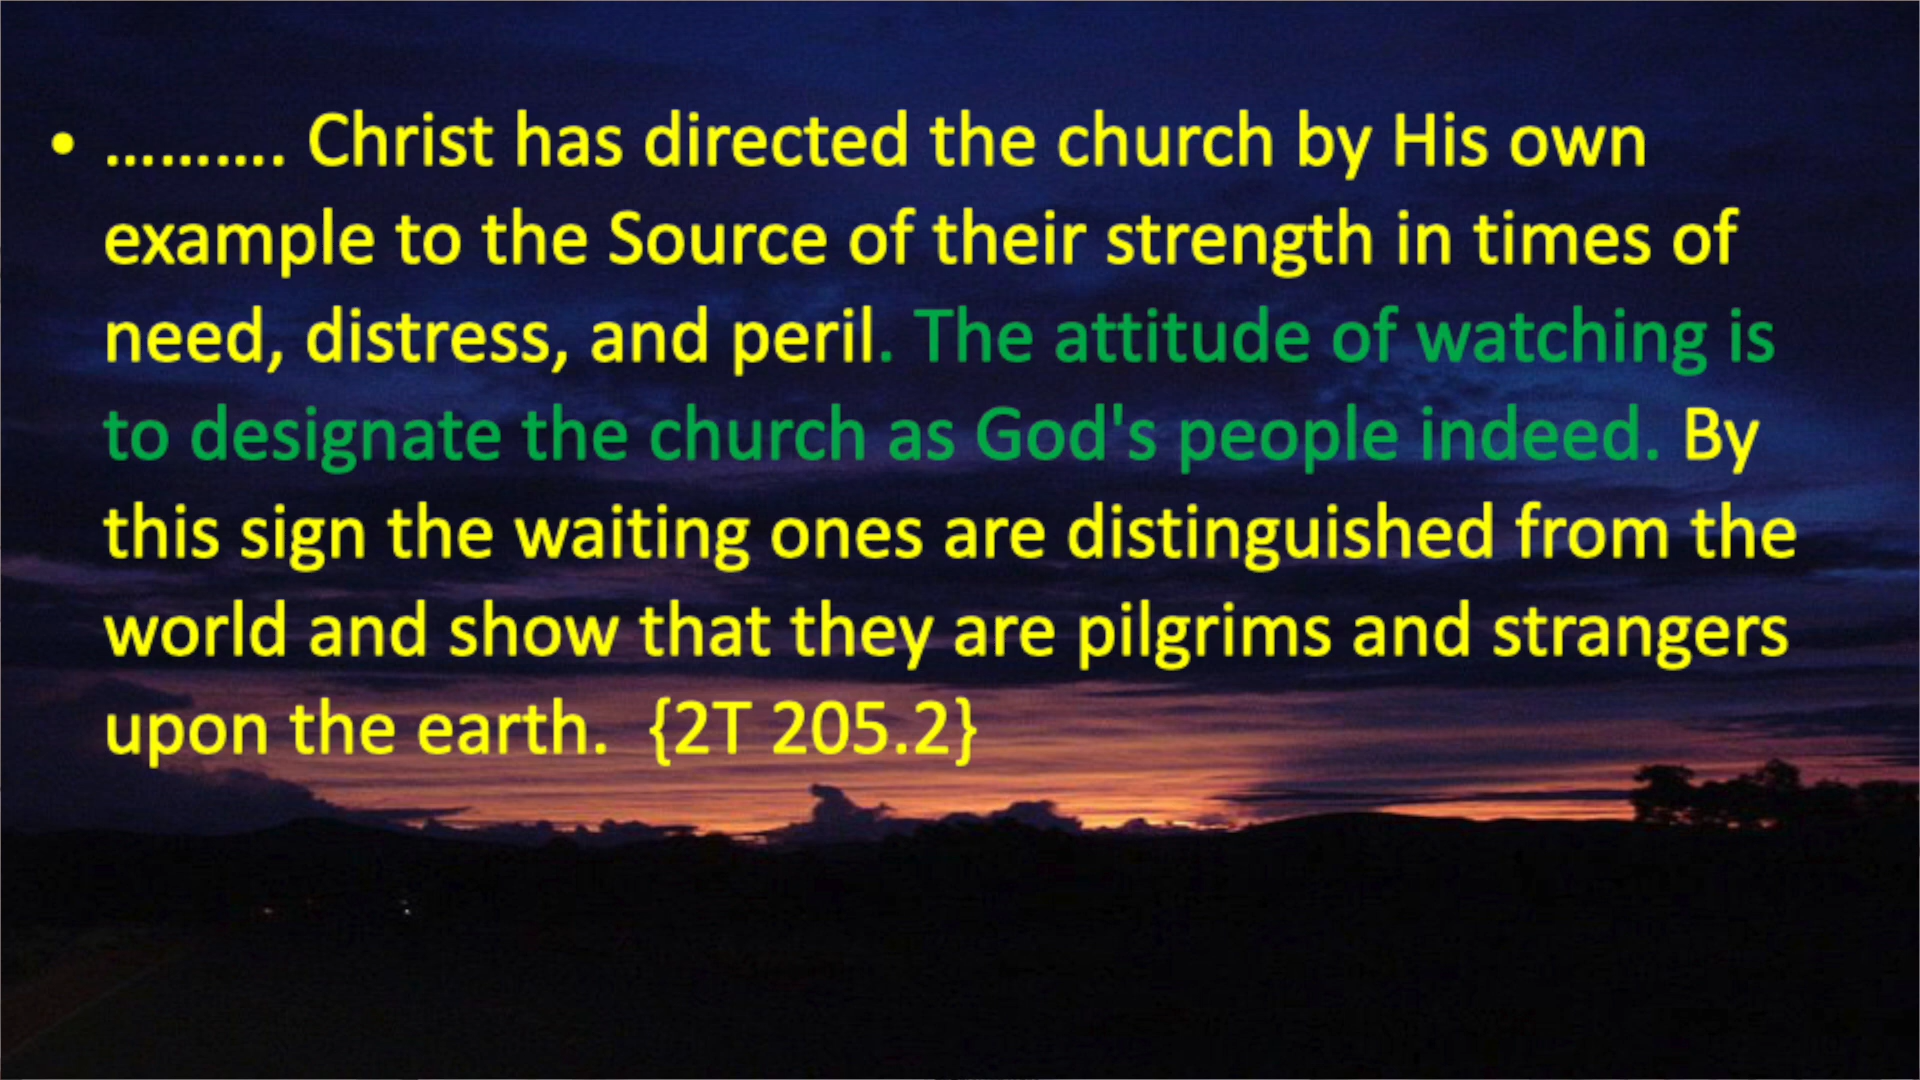 • ………. Christ has directed the church by His own
example to the Source of their strength in times of
need, distress, and peril. The attitude of watching is
to designate the church as God's people indeed. By
this sign the waiting ones are distinguished from the
world and show that they are pilgrims and strangers
upon the earth.  {2T 205.2}